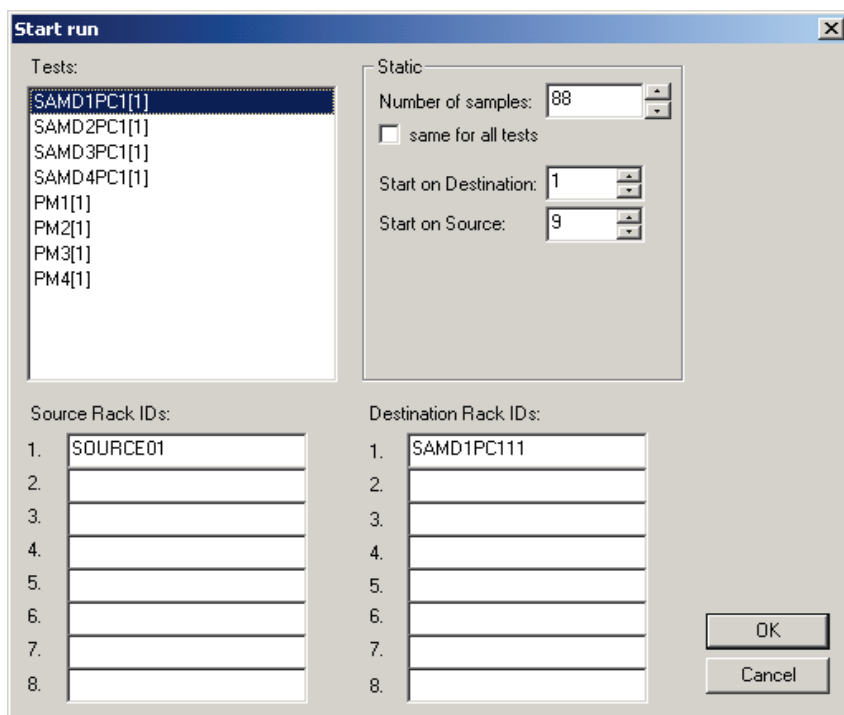 Start run
Tests:
SAMD1PC1[1]
SAMD2PC1[1]
SAMD3PC1[1]
SAMD4PC1[1]
PM1[1]
PM2[1]
PM3[1]
PM4[1]
Static
Number of samples: 88
same for all tests
Start on Destination: 1
Start on Source: 9
Source Rack IDs:
1. SOURCE01
2.
3.
4.
5.
6.
7.
8.
Destination Rack IDs:
1. SAMD1PC111
2.
3.
4.
5.
6.
7.
8.
OK
Cancel